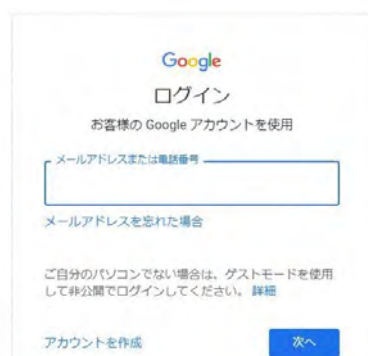 Google
ログイン
お客様の Google アカウントを使用
メールアドレスまたは電話番号
メールアドレスを忘れた場合
ご自分のパソコンでない場合は、ゲストモードを使用
して非公開でログインしてください。 詳細
アカウントを作成
次へ